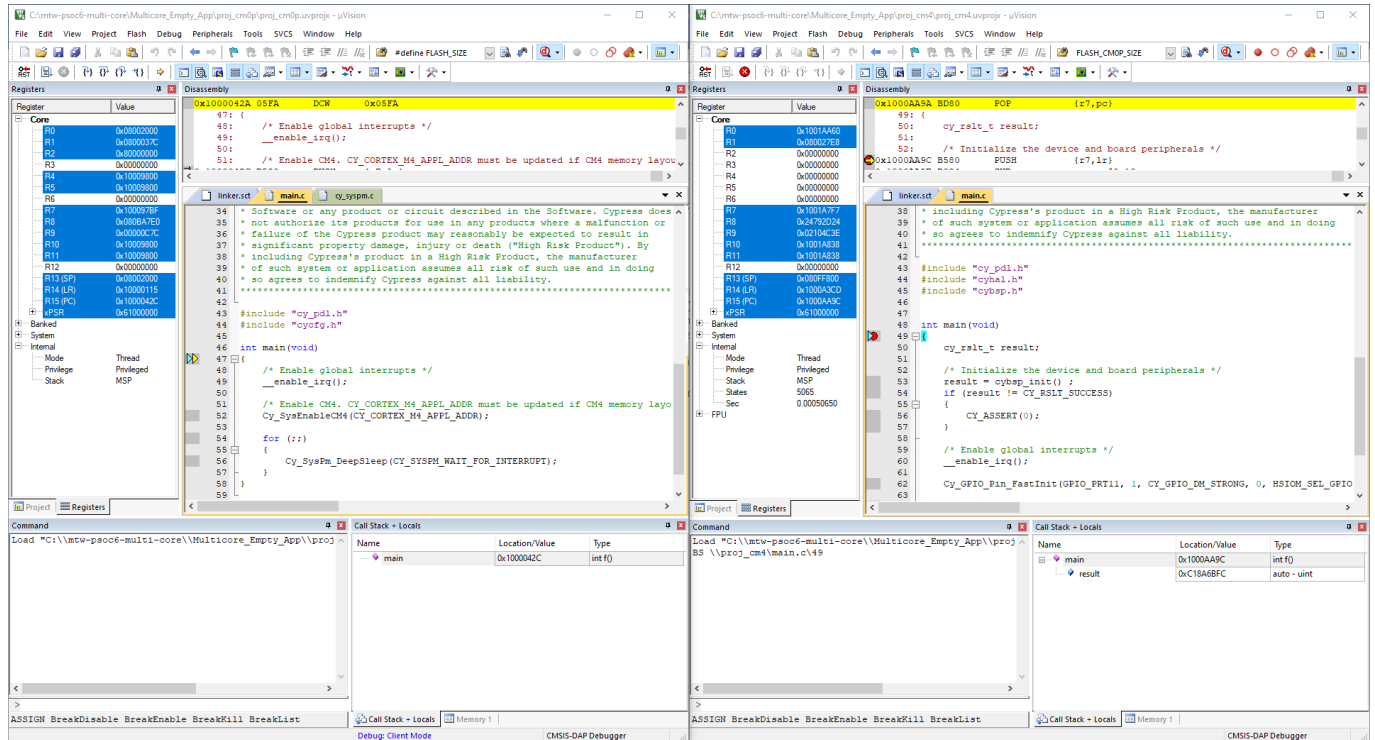 C:\mtw-psoc6-multi-core\Multicore_Empty_App\proj_cm0p\proj_cm0p.uvprojx - µVision
File Edit View Project Flash Debug Peripherals Tools SVCS Window Help
#define FLASH_SIZE
Registers
Register Value
Core
R0 0x08002000
R1 0x0800037C
R2 0x80000000
R3 0x00000000
R4 0x10009800
R5 0x10009800
R6 0x00000000
R7 0x100097BF
R8 0x080BA7E0
R9 0x00000C7C
R10 0x10009800
R11 0x10009800
R12 0x00000000
R13 (SP) 0x08002000
R14 (LR) 0x10000115
R15 (PC) 0x1000042C
xPSR 0x61000000
Banked
System
Internal
Mode Thread
Privilege Privileged
Stack MSP
Project Registers
Disassembly
0x1000042A 05FA DCW 0x05FA
47: {
48: /* Enable global interrupts */
49: __enable_irq();
50:
51: /* Enable CM4. CY_CORTEX_M4_APPL_ADDR must be updated if CM4 memory layou
linker.sct main.c cy_syspm.c
34 * Software or any product or circuit described in the Software. Cypress does
35 * not authorize its products for use in any products where a malfunction or
36 * failure of the Cypress product may reasonably be expected to result in
37 * significant property damage, injury or death ("High Risk Product"). By
38 * including Cypress's product in a High Risk Product, the manufacturer
39 * of such system or application assumes all risk of such use and in doing
40 * so agrees to indemnify Cypress against all liability.
41 *******************************************************************************
42
43 #include "cy_pdl.h"
44 #include "cycfg.h"
45
46 int main(void)
47 {
48 /* Enable global interrupts */
49 __enable_irq();
50
51 /* Enable CM4. CY_CORTEX_M4_APPL_ADDR must be updated if CM4 memory layo
52 Cy_SysEnableCM4(CY_CORTEX_M4_APPL_ADDR);
53
54 for (;;)
55 {
56 Cy_SysPm_DeepSleep(CY_SYSPM_WAIT_FOR_INTERRUPT);
57 }
58 }
59
Command
Load "C:\\mtw-psoc6-multi-core\\Multicore_Empty_App\\proj
>
ASSIGN BreakDisable BreakEnable BreakKill BreakList
Call Stack + Locals
Name Location/Value Type
main 0x1000042C int f()
Call Stack + Locals Memory 1
Debug: Client Mode CMSIS-DAP Debugger
C:\mtw-psoc6-multi-core\Multicore_Empty_App\proj_cm4\proj_cm4.uvprojx - µVision
File Edit View Project Flash Debug Peripherals Tools SVCS Window Help
FLASH_CM0P_SIZE
Registers
Register Value
Core
R0 0x1001AA60
R1 0x080027E8
R2 0x00000000
R3 0x00000000
R4 0x00000000
R5 0x00000000
R6 0x00000000
R7 0x1001A7F7
R8 0x24792D24
R9 0x02104C3E
R10 0x1001A838
R11 0x1001A838
R12 0x00000000
R13 (SP) 0x080FF800
R14 (LR) 0x1000A3CD
R15 (PC) 0x1000AA9C
xPSR 0x61000000
Banked
System
Internal
Mode Thread
Privilege Privileged
Stack MSP
States 5065
Sec 0.00050650
FPU
Project Registers
Disassembly
0x1000AA9A BD80 POP {r7,pc}
49: {
50: cy_rslt_t result;
51:
52: /* Initialize the device and board peripherals */
0x1000AA9C B580 PUSH {r7,lr}
linker.sct main.c
38 * including Cypress's product in a High Risk Product, the manufacturer
39 * of such system or application assumes all risk of such use and in doing
40 * so agrees to indemnify Cypress against all liability.
41 *******************************************************************************
42
43 #include "cy_pdl.h"
44 #include "cyhal.h"
45 #include "cybsp.h"
46
47
48 int main(void)
49 {
50 cy_rslt_t result;
51
52 /* Initialize the device and board peripherals */
53 result = cybsp_init() ;
54 if (result != CY_RSLT_SUCCESS)
55 {
56 CY_ASSERT(0);
57 }
58
59 /* Enable global interrupts */
60 __enable_irq();
61
62 Cy_GPIO_Pin_FastInit(GPIO_PRT11, 1, CY_GPIO_DM_STRONG, 0, HSIOM_SEL_GPIO
63
Command
Load "C:\\mtw-psoc6-multi-core\\Multicore_Empty_App\\proj
BS \\proj_cm4\main.c\49
>
ASSIGN BreakDisable BreakEnable BreakKill BreakList
Call Stack + Locals
Name Location/Value Type
main 0x1000AA9C int f()
result 0xC18A6BFC auto - uint
Call Stack + Locals Memory 1
CMSIS-DAP Debugger